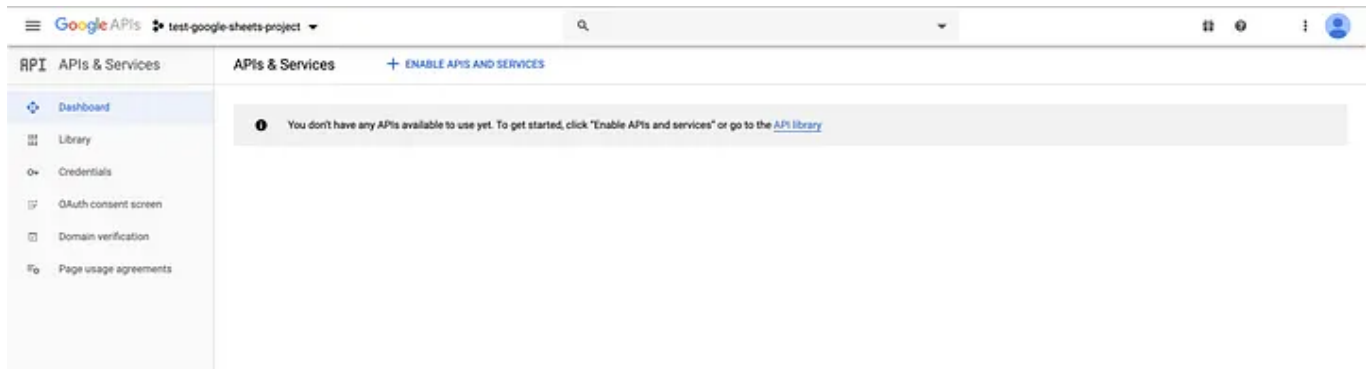 Google APIs test-google-sheets-project
API APIs & Services
APIs & Services + ENABLE APIS AND SERVICES
Dashboard
You don't have any APIs available to use yet. To get started, click "Enable APIs and services" or go to the API library
Library
Credentials
OAuth consent screen
Domain verification
Page usage agreements